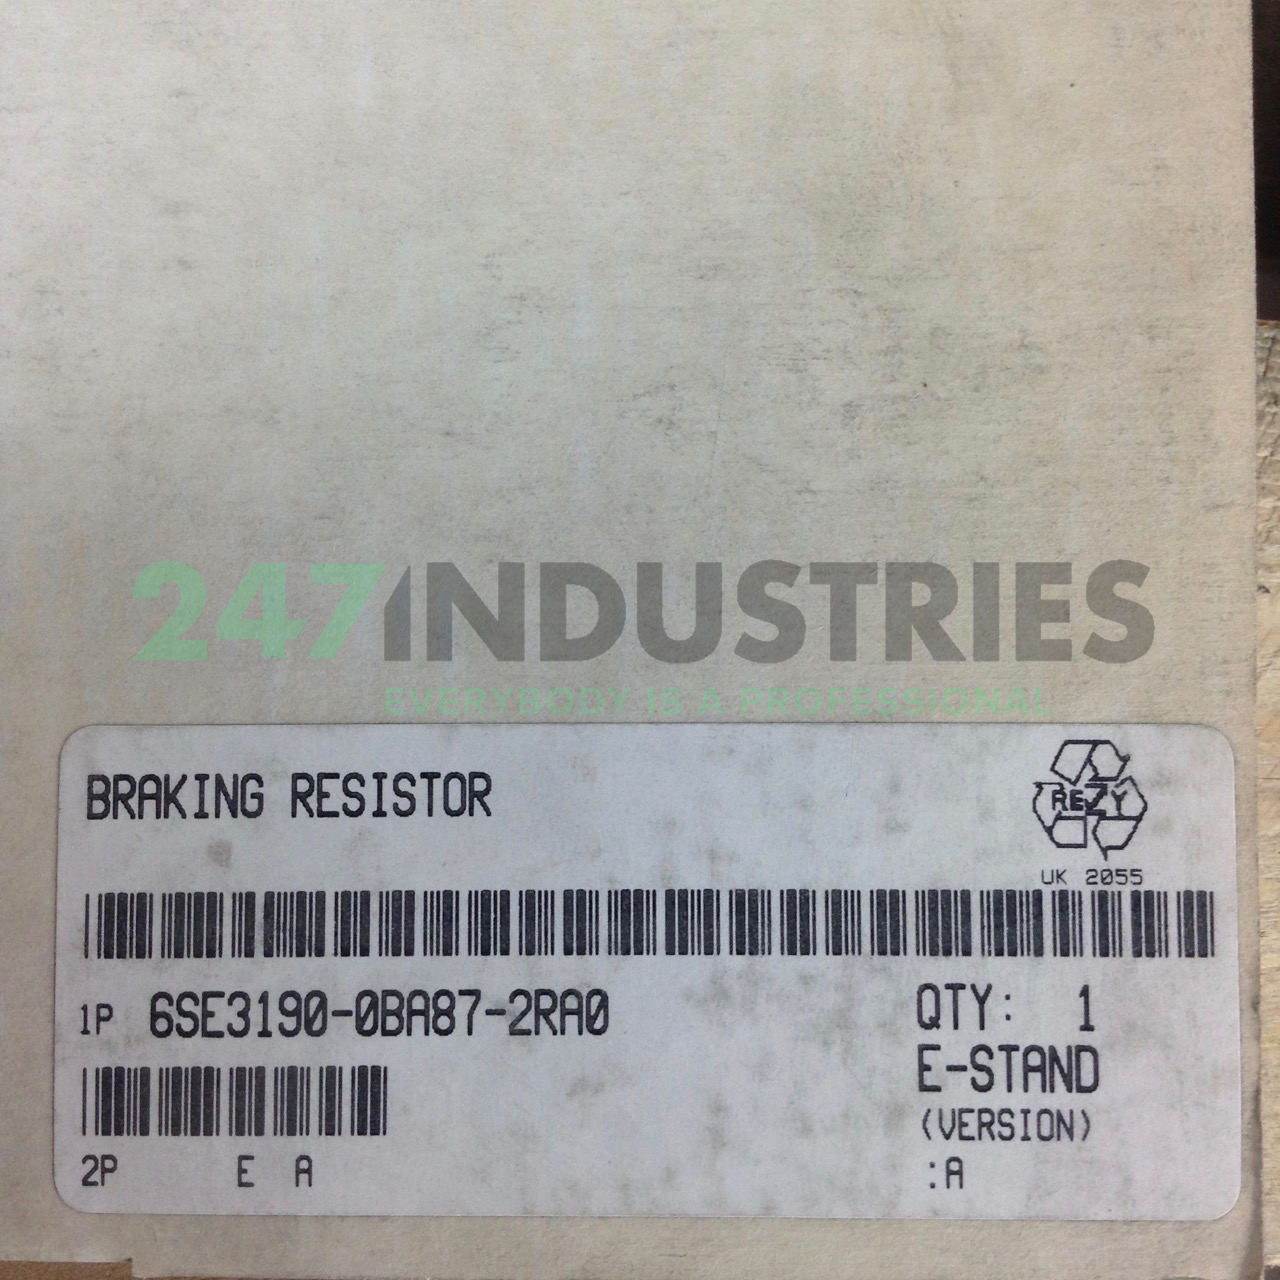 247INDUSTRIES
EVERYBODY IS A PROFESSIONAL
BRAKING RESISTOR
REZY
UK 2055
1P 6SE3190-0BA87-2RA0
QTY: 1
E-STAND
(VERSION)
2P E A
:A